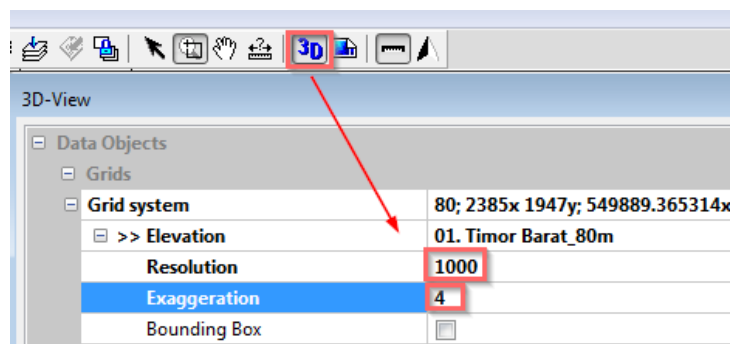 3D
3D-View
Data Objects
Grids
Grid system 80; 2385x 1947y; 549889.365314x
>> Elevation 01. Timor Barat_80m
Resolution 1000
Exaggeration 4
Bounding Box